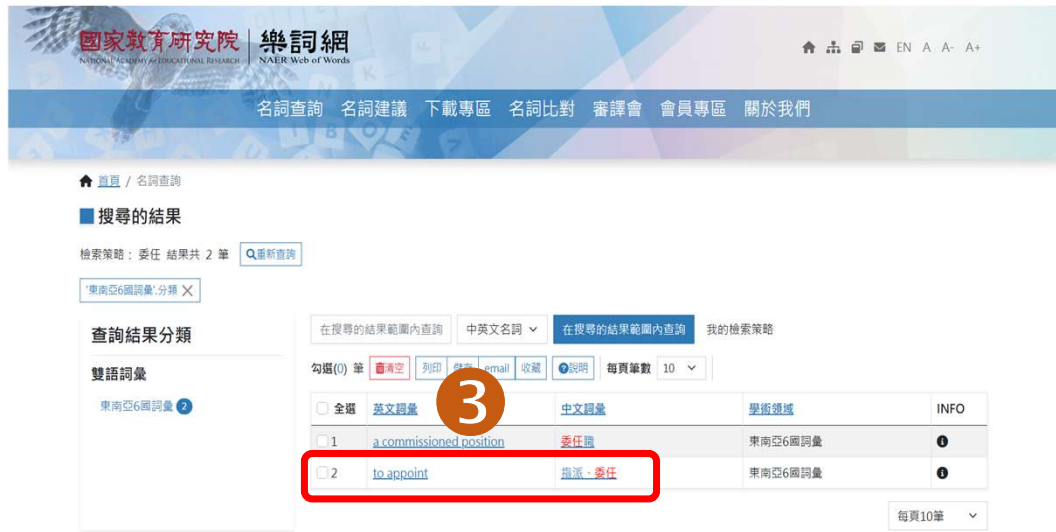 國家教育研究院 樂詞網
NATIONAL ACADEMY for EDUCATIONAL RESEARCH NAER Web of Words
EN A A- A+
名詞查詢 名詞建議 下載專區 名詞比對 審譯會 會員專區 關於我們
首頁 / 名詞查詢
搜尋的結果
檢索策略： 委任 結果共 2 筆 重新查詢
"東南亞6國詞彙".分類 X
查詢結果分類
雙語詞彙
東南亞6國詞彙 2
在搜尋的結果範圍內查詢 中英文名詞 在搜尋的結果範圍內查詢 我的檢索策略
勾選(0) 筆 清空 列印 email 收藏 說明 每頁筆數 10
3
全選 英文詞彙 中文詞彙 學術領域 INFO
1 a commissioned position 委任職 東南亞6國詞彙
2 to appoint 指派、委任 東南亞6國詞彙
每頁10筆